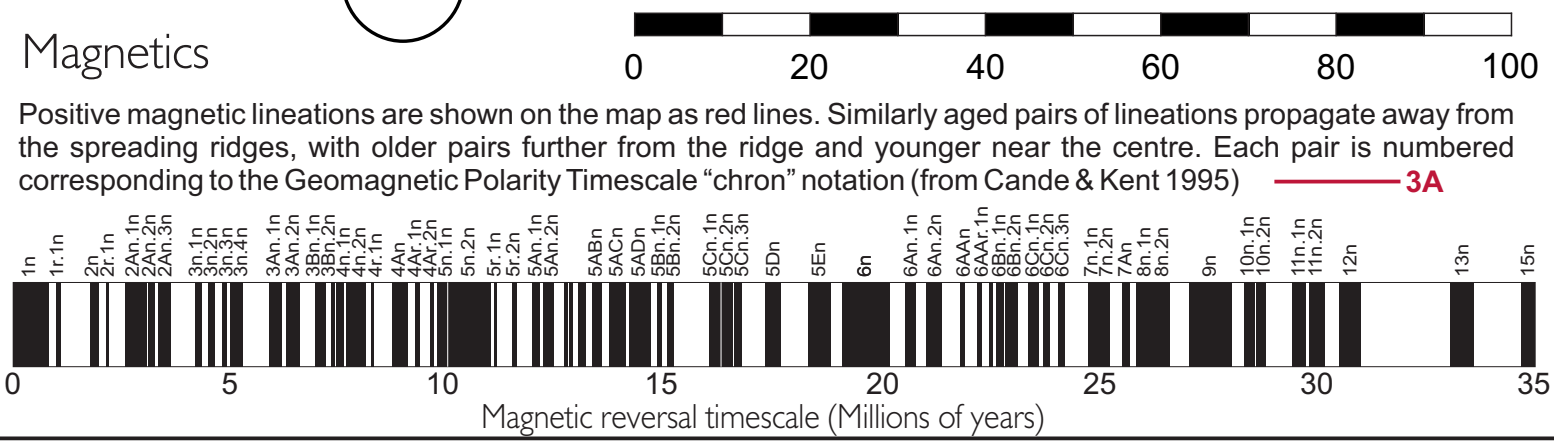 Magnetics
0 20 40 60 80 100
Positive magnetic lineations are shown on the map as red lines. Similarly aged pairs of lineations propagate away from
the spreading ridges, with older pairs further from the ridge and younger near the centre. Each pair is numbered
corresponding to the Geomagnetic Polarity Timescale “chron” notation (from Cande & Kent 1995) 3A
1n 1r.1n 2n 2r.1n 2An.1n 2An.2n 2An.3n 3n.1n 3n.2n 3n.3n 3n.4n 3An.1n 3An.2n 3Bn.1n 3Bn.2n 4n.1n 4n.2n 4r.1n 4An 4Ar.1n 4Ar.2n 5n.1n 5n.2n 5r.1n 5r.2n 5An.1n 5An.2n 5ABn 5ACn 5ADn 5Bn.1n 5Bn.2n 5Cn.1n 5Cn.2n 5Cn.3n 5Dn 5En 6n 6An.1n 6An.2n 6AAn 6AAr.1n 6Bn.1n 6Bn.2n 6Cn.1n 6Cn.2n 6Cn.3n 7n.1n 7n.2n 7An 8n.1n 8n.2n 9n 10n.1n 10n.2n 11n.1n 11n.2n 12n 13n 15n
0 5 10 15 20 25 30 35
Magnetic reversal timescale (Millions of years)